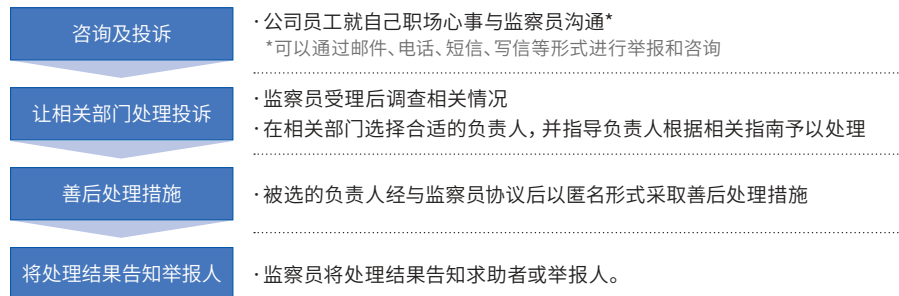 咨询及投诉
·公司员工就自己职场心事与监察员沟通*
*可以通过邮件、电话、短信、写信等形式进行举报和咨询
让相关部门处理投诉
·监察员受理后调查相关情况
·在相关部门选择合适的负责人，并指导负责人根据相关指南予以处理
善后处理措施
·被选的负责人经与监察员协议后以匿名形式采取善后处理措施
将处理结果告知举报人
·监察员将处理结果告知求助者或举报人。